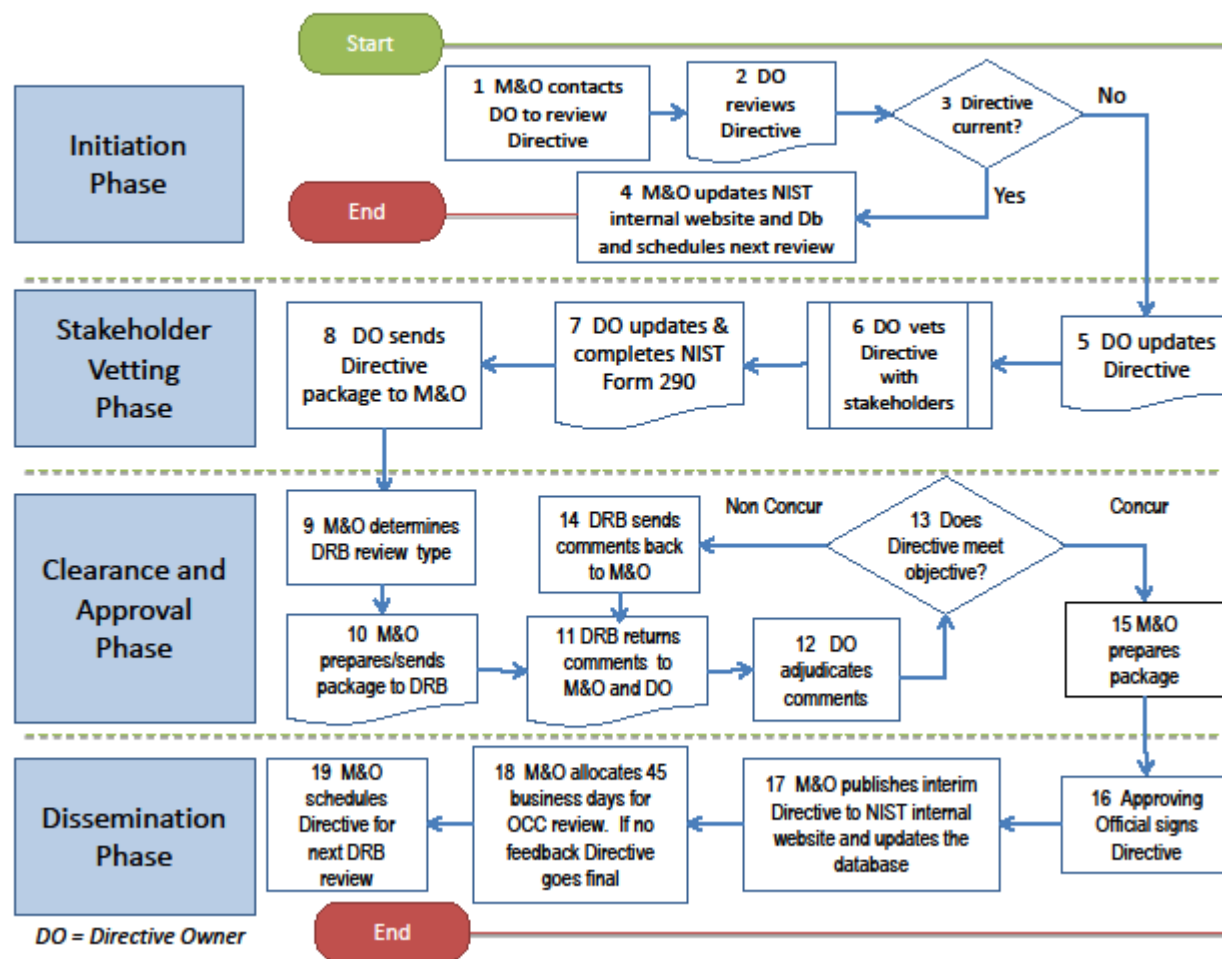 Start
Initiation
Phase
1 M&O contacts
DO to review
Directive
2 DO
reviews
Directive
3 Directive
current?
No
Yes
4 M&O updates NIST
internal website and Db
and schedules next review
End
Stakeholder
Vetting
Phase
8 DO sends
Directive
package to M&O
7 DO updates &
completes NIST
Form 290
6 DO vets
Directive
with
stakeholders
5 DO updates
Directive
Clearance and
Approval
Phase
9 M&O determines
DRB review type
10 M&O
prepares/sends
package to DRB
14 DRB sends
comments back
to M&O
Non Concur
11 DRB returns
comments to
M&O and DO
12 DO
adjudicates
comments
13 Does
Directive meet
objective?
Concur
15 M&O
prepares
package
Dissemination
Phase
19 M&O
schedules
Directive for
next DRB
review
18 M&O allocates 45
business days for
OCC review. If no
feedback Directive
goes final
17 M&O publishes interim
Directive to NIST internal
website and updates the
database
16 Approving
Official signs
Directive
DO = Directive Owner
End